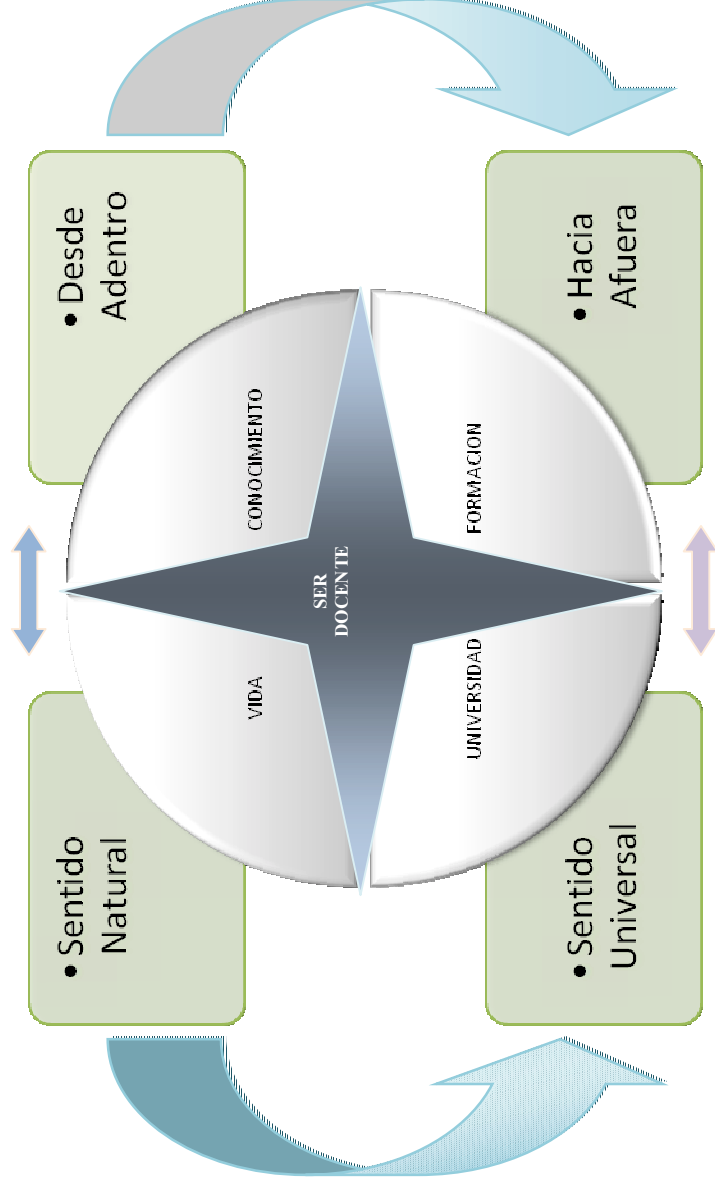 • Sentido
Natural
• Desde
Adentro
VIDA
CONOCIMIENTO
SER
DOCENTE
UNIVERSIDAD
FORMACION
• Sentido
Universal
• Hacia
Afuera